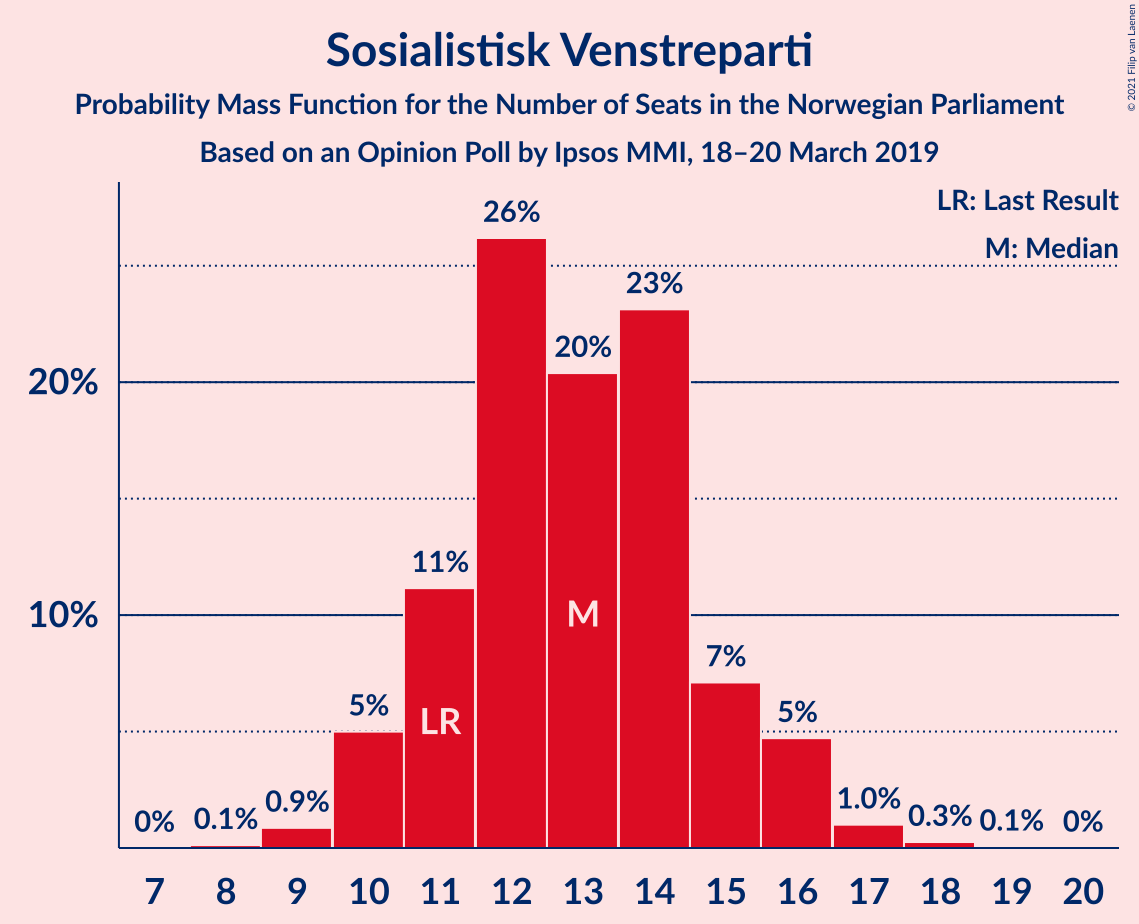 Sosialistisk Venstreparti
Probability Mass Function for the Number of Seats in the Norwegian Parliament
Based on an Opinion Poll by Ipsos MMI, 18–20 March 2019
© 2021 Filip van Laenen
LR: Last Result
M: Median
20%
10%
0%
0.1%
0.9%
5%
11%
26%
20%
23%
7%
5%
1.0%
0.3%
0.1%
0%
LR
M
7 8 9 10 11 12 13 14 15 16 17 18 19 20